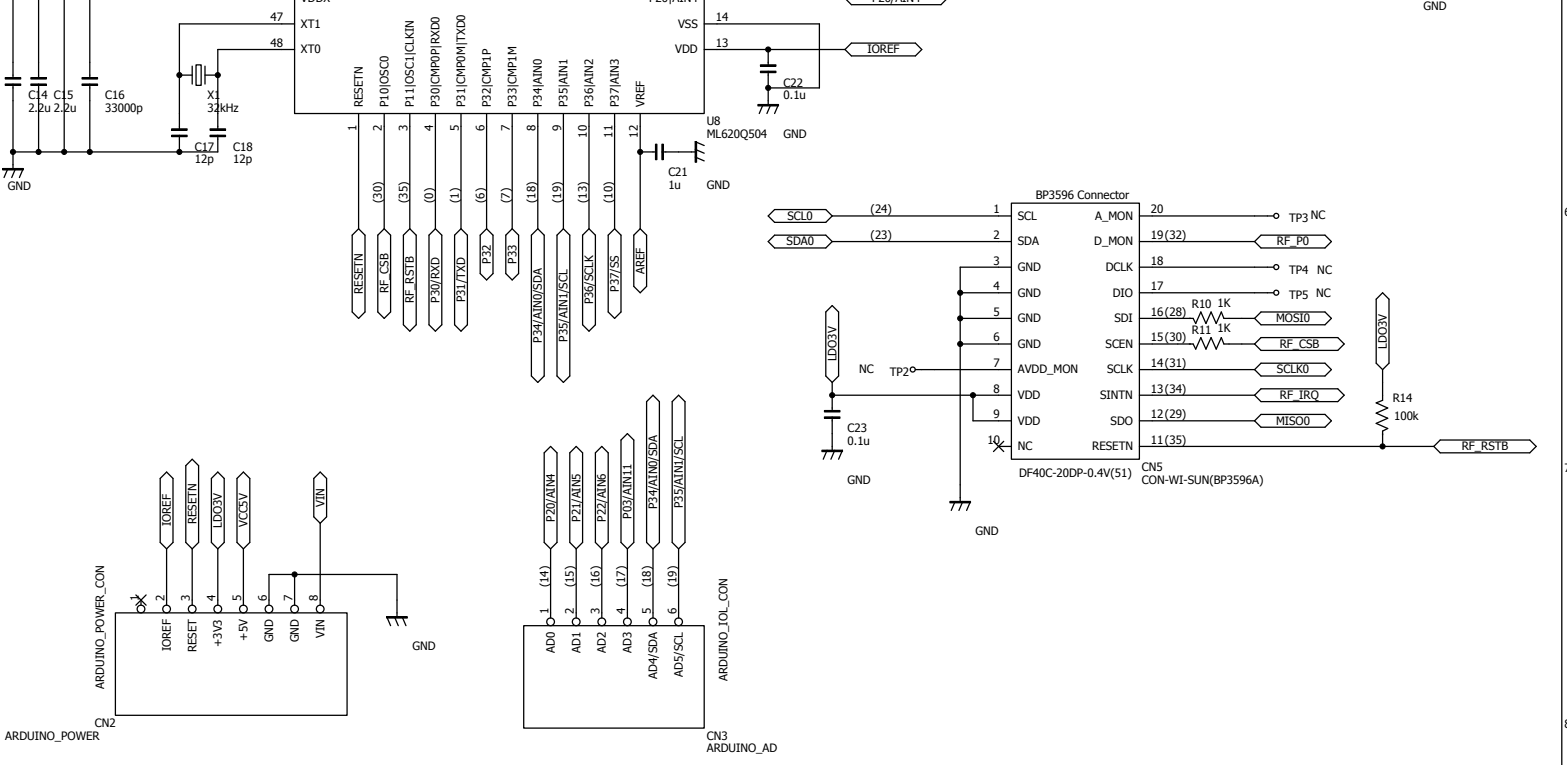 VDDX
P20|AIN4
P20/AIN4
GND
47
XT1
48
XT0
14
VSS
13
VDD
IOREF
C14
2.2u
C15
2.2u
C16
33000p
X1
32kHz
C17
12p
C18
12p
GND
RESETN
P10|OSC0
P11|OSC1|CLKIN
P30|CMP0P|RXD0
P31|CMP0M|TXD0
P32|CMP1P
P33|CMP1M
P34|AIN0
P35|AIN1
P36|AIN2
P37|AIN3
VREF
C22
0.1u
GND
U8
ML620Q504
1
2
3
4
5
6
7
8
9
10
11
12
(30)
(35)
(0)
(1)
(6)
(7)
(18)
(19)
(13)
(10)
C21
1u
GND
RESETN
RF_CSB
RF_RSTB
P30/RXD
P31/TXD
P32
P33
P34/AIN0/SDA
P35/AIN1/SCL
P36/SCLK
P37/SS
AREF
BP3596 Connector
SCL0
(24)
1
SCL
A_MON
20
TP3 NC
SDA0
(23)
2
SDA
D_MON
19(32)
RF_P0
3
GND
DCLK
18
TP4 NC
4
GND
DIO
17
TP5 NC
5
GND
SDI
16(28)
R10 1K
MOSI0
6
GND
SCEN
15(30)
R11 1K
RF_CSB
NC TP2
7
AVDD_MON
SCLK
14(31)
SCLK0
LDO3V
8
VDD
SINTN
13(34)
RF_IRQ
9
VDD
SDO
12(29)
MISO0
10
NC
RESETN
11(35)
RF_RSTB
LDO3V
R14
100k
C23
0.1u
GND
DF40C-20DP-0.4V(51)
CN5
CON-WI-SUN(BP3596A)
GND
6
7
8
IOREF
RESETN
LDO3V
VCC5V
VIN
1
2
3
4
5
6
7
8
IOREF
RESET
+3V3
+5V
GND
GND
VIN
GND
ARDUINO_POWER_CON
CN2
ARDUINO_POWER
P20/AIN4
P21/AIN5
P22/AIN6
P03/AIN11
P34/AIN0/SDA
P35/AIN1/SCL
(14)
(15)
(16)
(17)
(18)
(19)
1
2
3
4
5
6
AD0
AD1
AD2
AD3
AD4/SDA
AD5/SCL
ARDUINO_IOL_CON
CN3
ARDUINO_AD